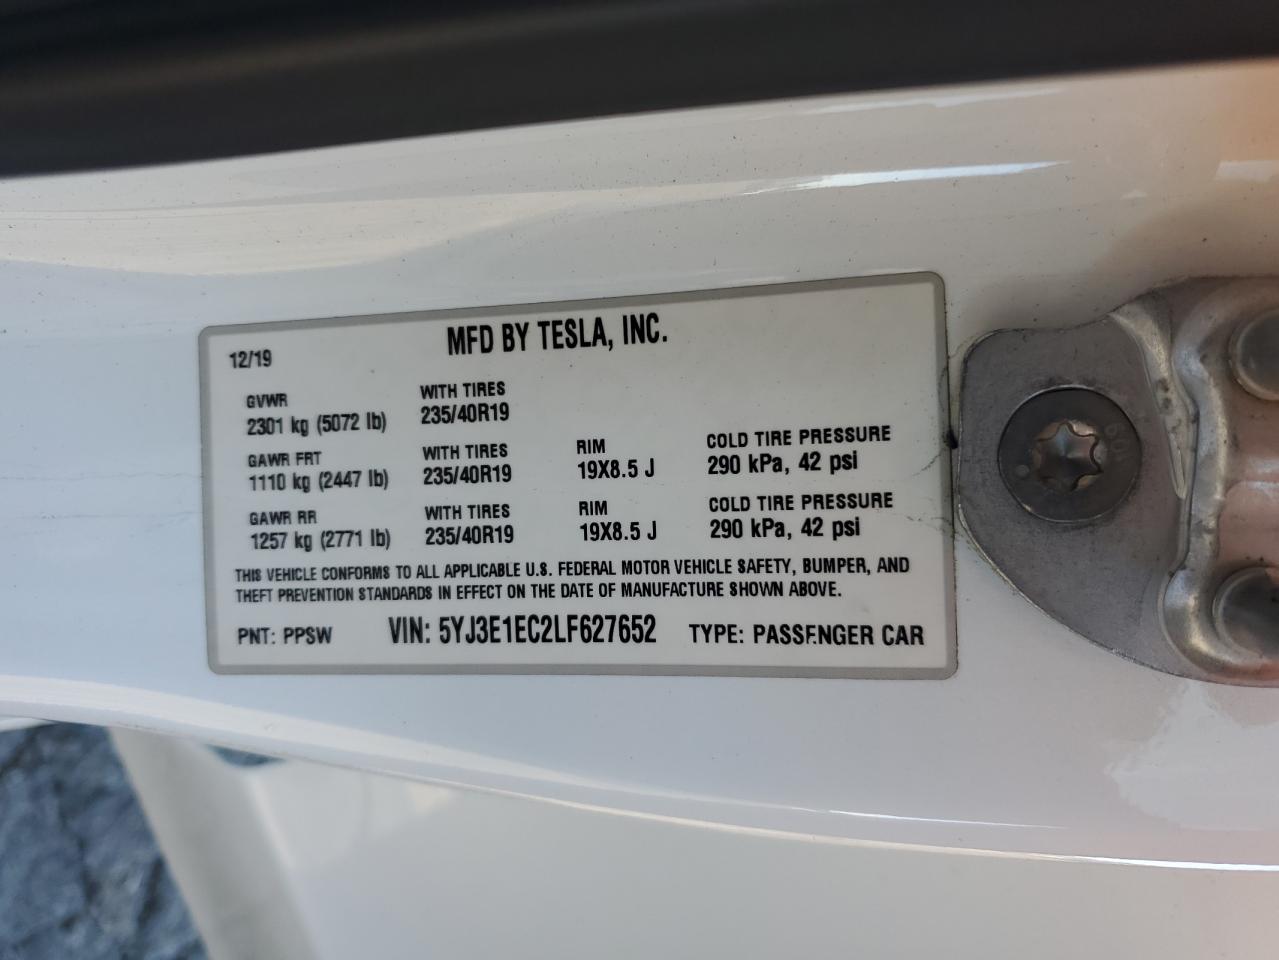 MFD BY TESLA, INC.
12/19
GVWR WITH TIRES
2301 kg (5072 lb) 235/40R19
GAWR FRT WITH TIRES RIM COLD TIRE PRESSURE
1110 kg (2447 lb) 235/40R19 19X8.5 J 290 kPa, 42 psi
GAWR RR WITH TIRES RIM COLD TIRE PRESSURE
1257 kg (2771 lb) 235/40R19 19X8.5 J 290 kPa, 42 psi
THIS VEHICLE CONFORMS TO ALL APPLICABLE U.S. FEDERAL MOTOR VEHICLE SAFETY, BUMPER, AND
THEFT PREVENTION STANDARDS IN EFFECT ON THE DATE OF MANUFACTURE SHOWN ABOVE.
PNT: PPSW VIN: 5YJ3E1EC2LF627652 TYPE: PASSENGER CAR